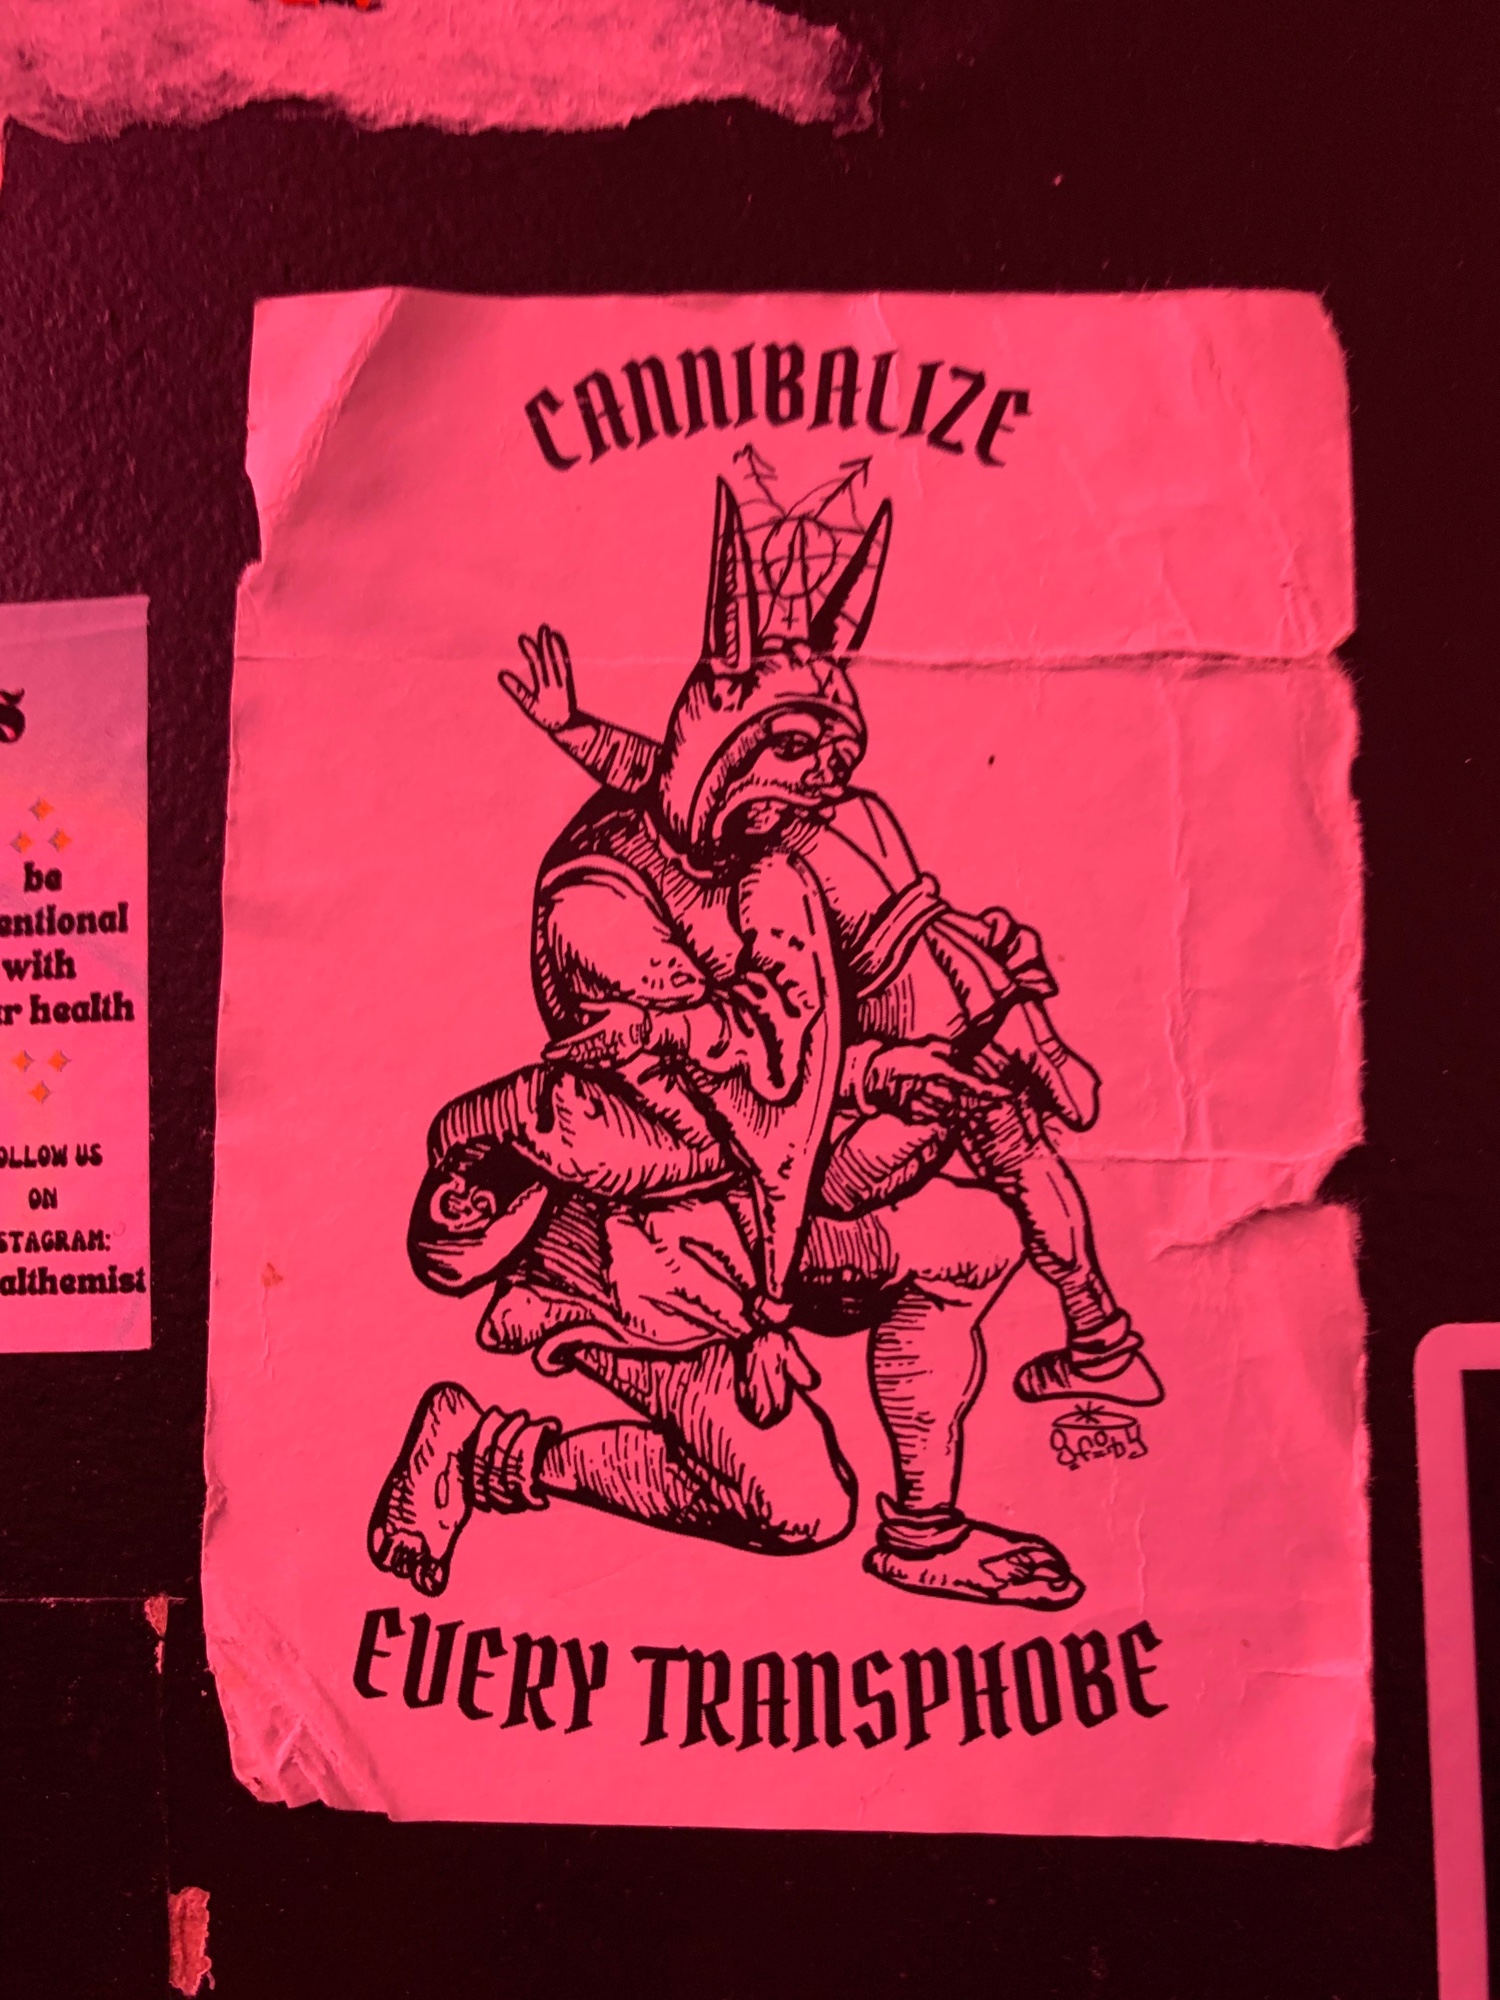 CANNIBALIZE
EVERY TRANSPHOBE
be
entional
with
r health
OLLOW US
ON
STAGRAM:
althemist